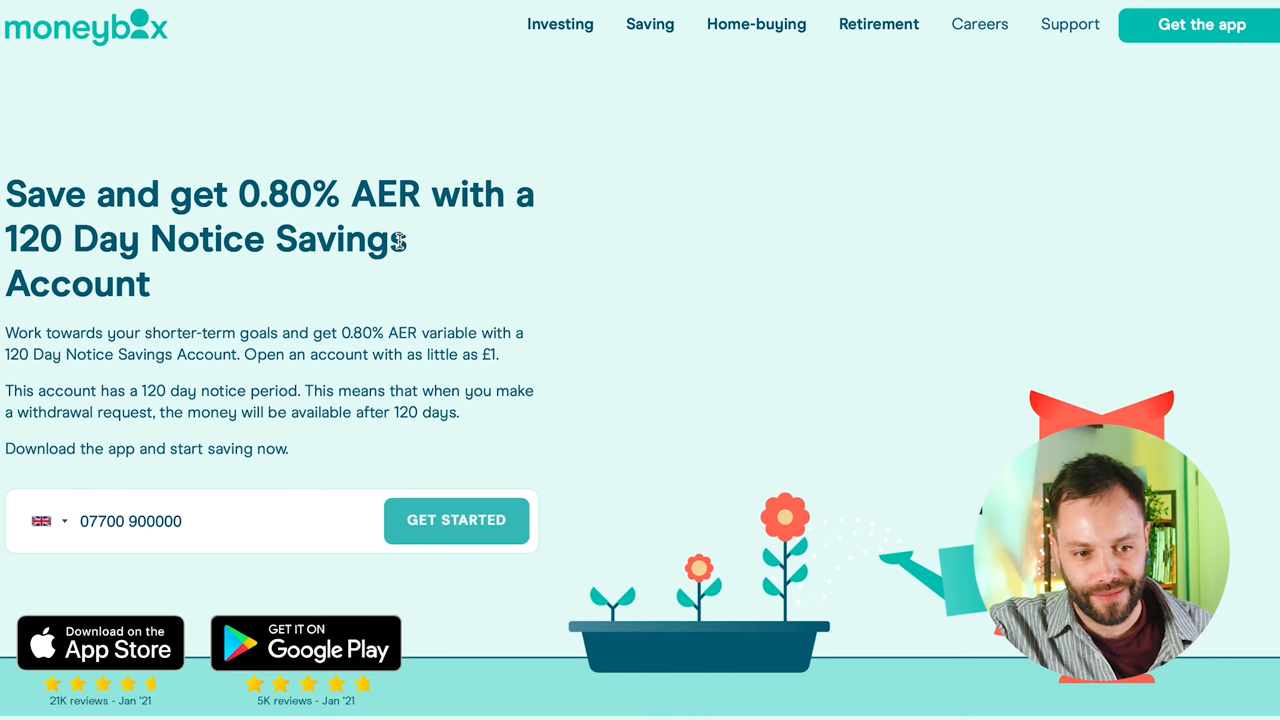 moneybox
Investing Saving Home-buying Retirement Careers Support Get the app
Save and get 0.80% AER with a
120 Day Notice Savings
Account
Work towards your shorter-term goals and get 0.80% AER variable with a
120 Day Notice Savings Account. Open an account with as little as £1.
This account has a 120 day notice period. This means that when you make
a withdrawal request, the money will be available after 120 days.
Download the app and start saving now.
07700 900000 GET STARTED
Download on the
App Store
GET IT ON
Google Play
21K reviews - Jan '21
5K reviews - Jan '21